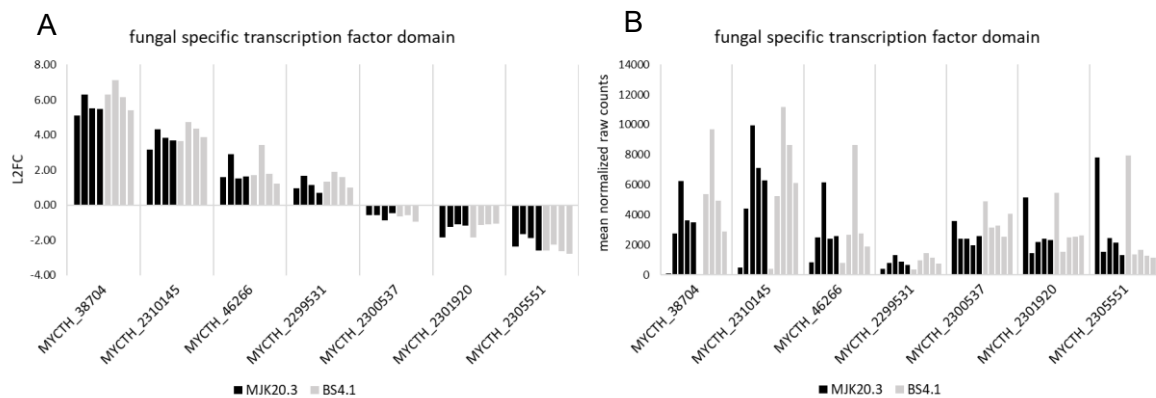 A
fungal specific transcription factor domain
8.00
6.00
4.00
2.00
0.00
-2.00
-4.00
L2FC
MYCTH_38704
MYCTH_2310145
MYCTH_46266
MYCTH_2299531
MYCTH_2300537
MYCTH_2301920
MYCTH_2305551
MJK20.3 BS4.1
B
fungal specific transcription factor domain
14000
12000
10000
8000
6000
4000
2000
0
mean normalized raw counts
MYCTH_38704
MYCTH_2310145
MYCTH_46266
MYCTH_2299531
MYCTH_2300537
MYCTH_2301920
MYCTH_2305551
MJK20.3 BS4.1